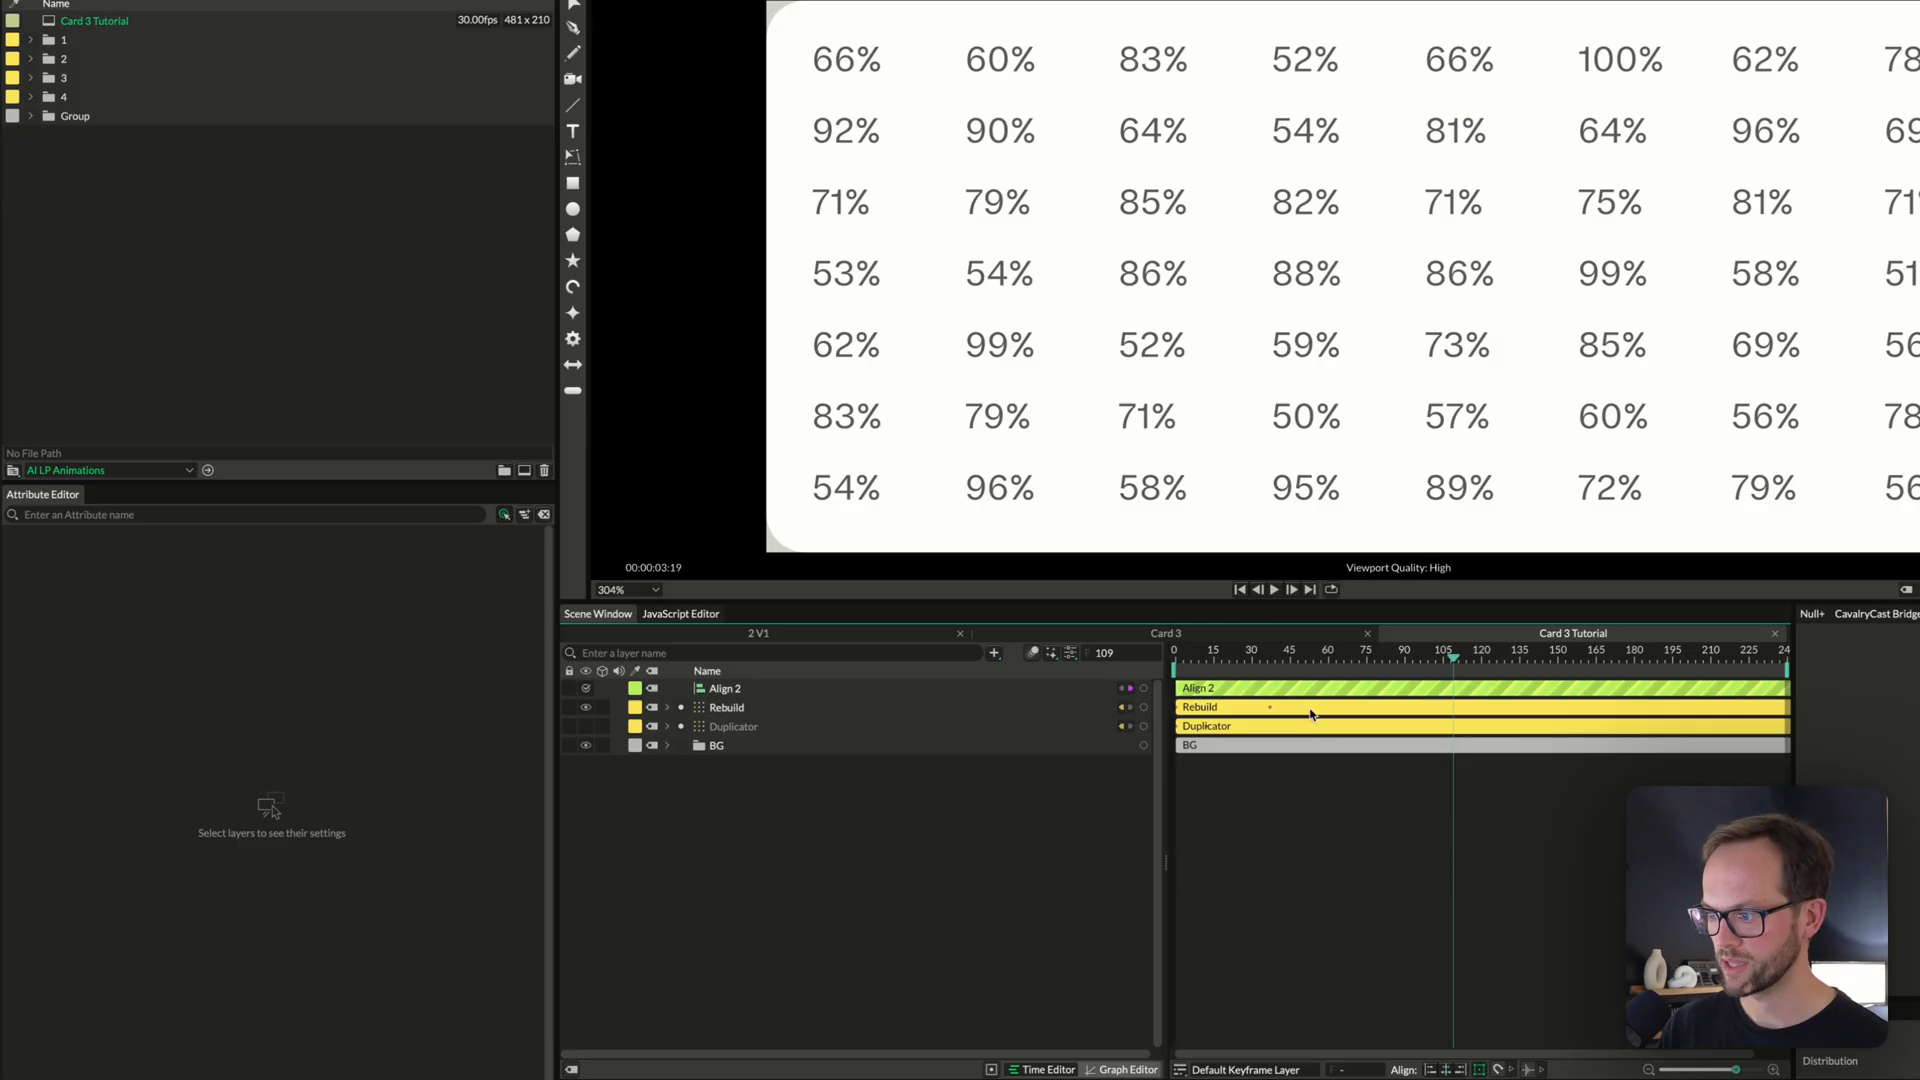 Name
Card 3 Tutorial 30.00fps 481 x 210
1
2
3
4
Group
No File Path
AI LP Animations
Attribute Editor
Enter an Attribute name
Select layers to see their settings
66% 60% 83% 52% 66% 100% 62% 78
92% 90% 64% 54% 81% 64% 96% 69
71% 79% 85% 82% 71% 75% 81% 71
53% 54% 86% 88% 86% 99% 58% 51
62% 99% 52% 59% 73% 85% 69% 56
83% 79% 71% 50% 57% 60% 56% 78
54% 96% 58% 95% 89% 72% 79% 56
00:00:03:19 Viewport Quality: High
304%
Scene Window JavaScript Editor Null+ CavalryCast Bridge
2 V1 Card 3 Card 3 Tutorial
Enter a layer name F 109 0 15 30 45 60 75 90 105 120 135 150 165 180 195 210 225 24
Name
Align 2 Align 2
Rebuild Rebuild
Duplicator Duplicator
BG BG
Distribution
Time Editor Graph Editor Default Keyframe Layer F - Align: